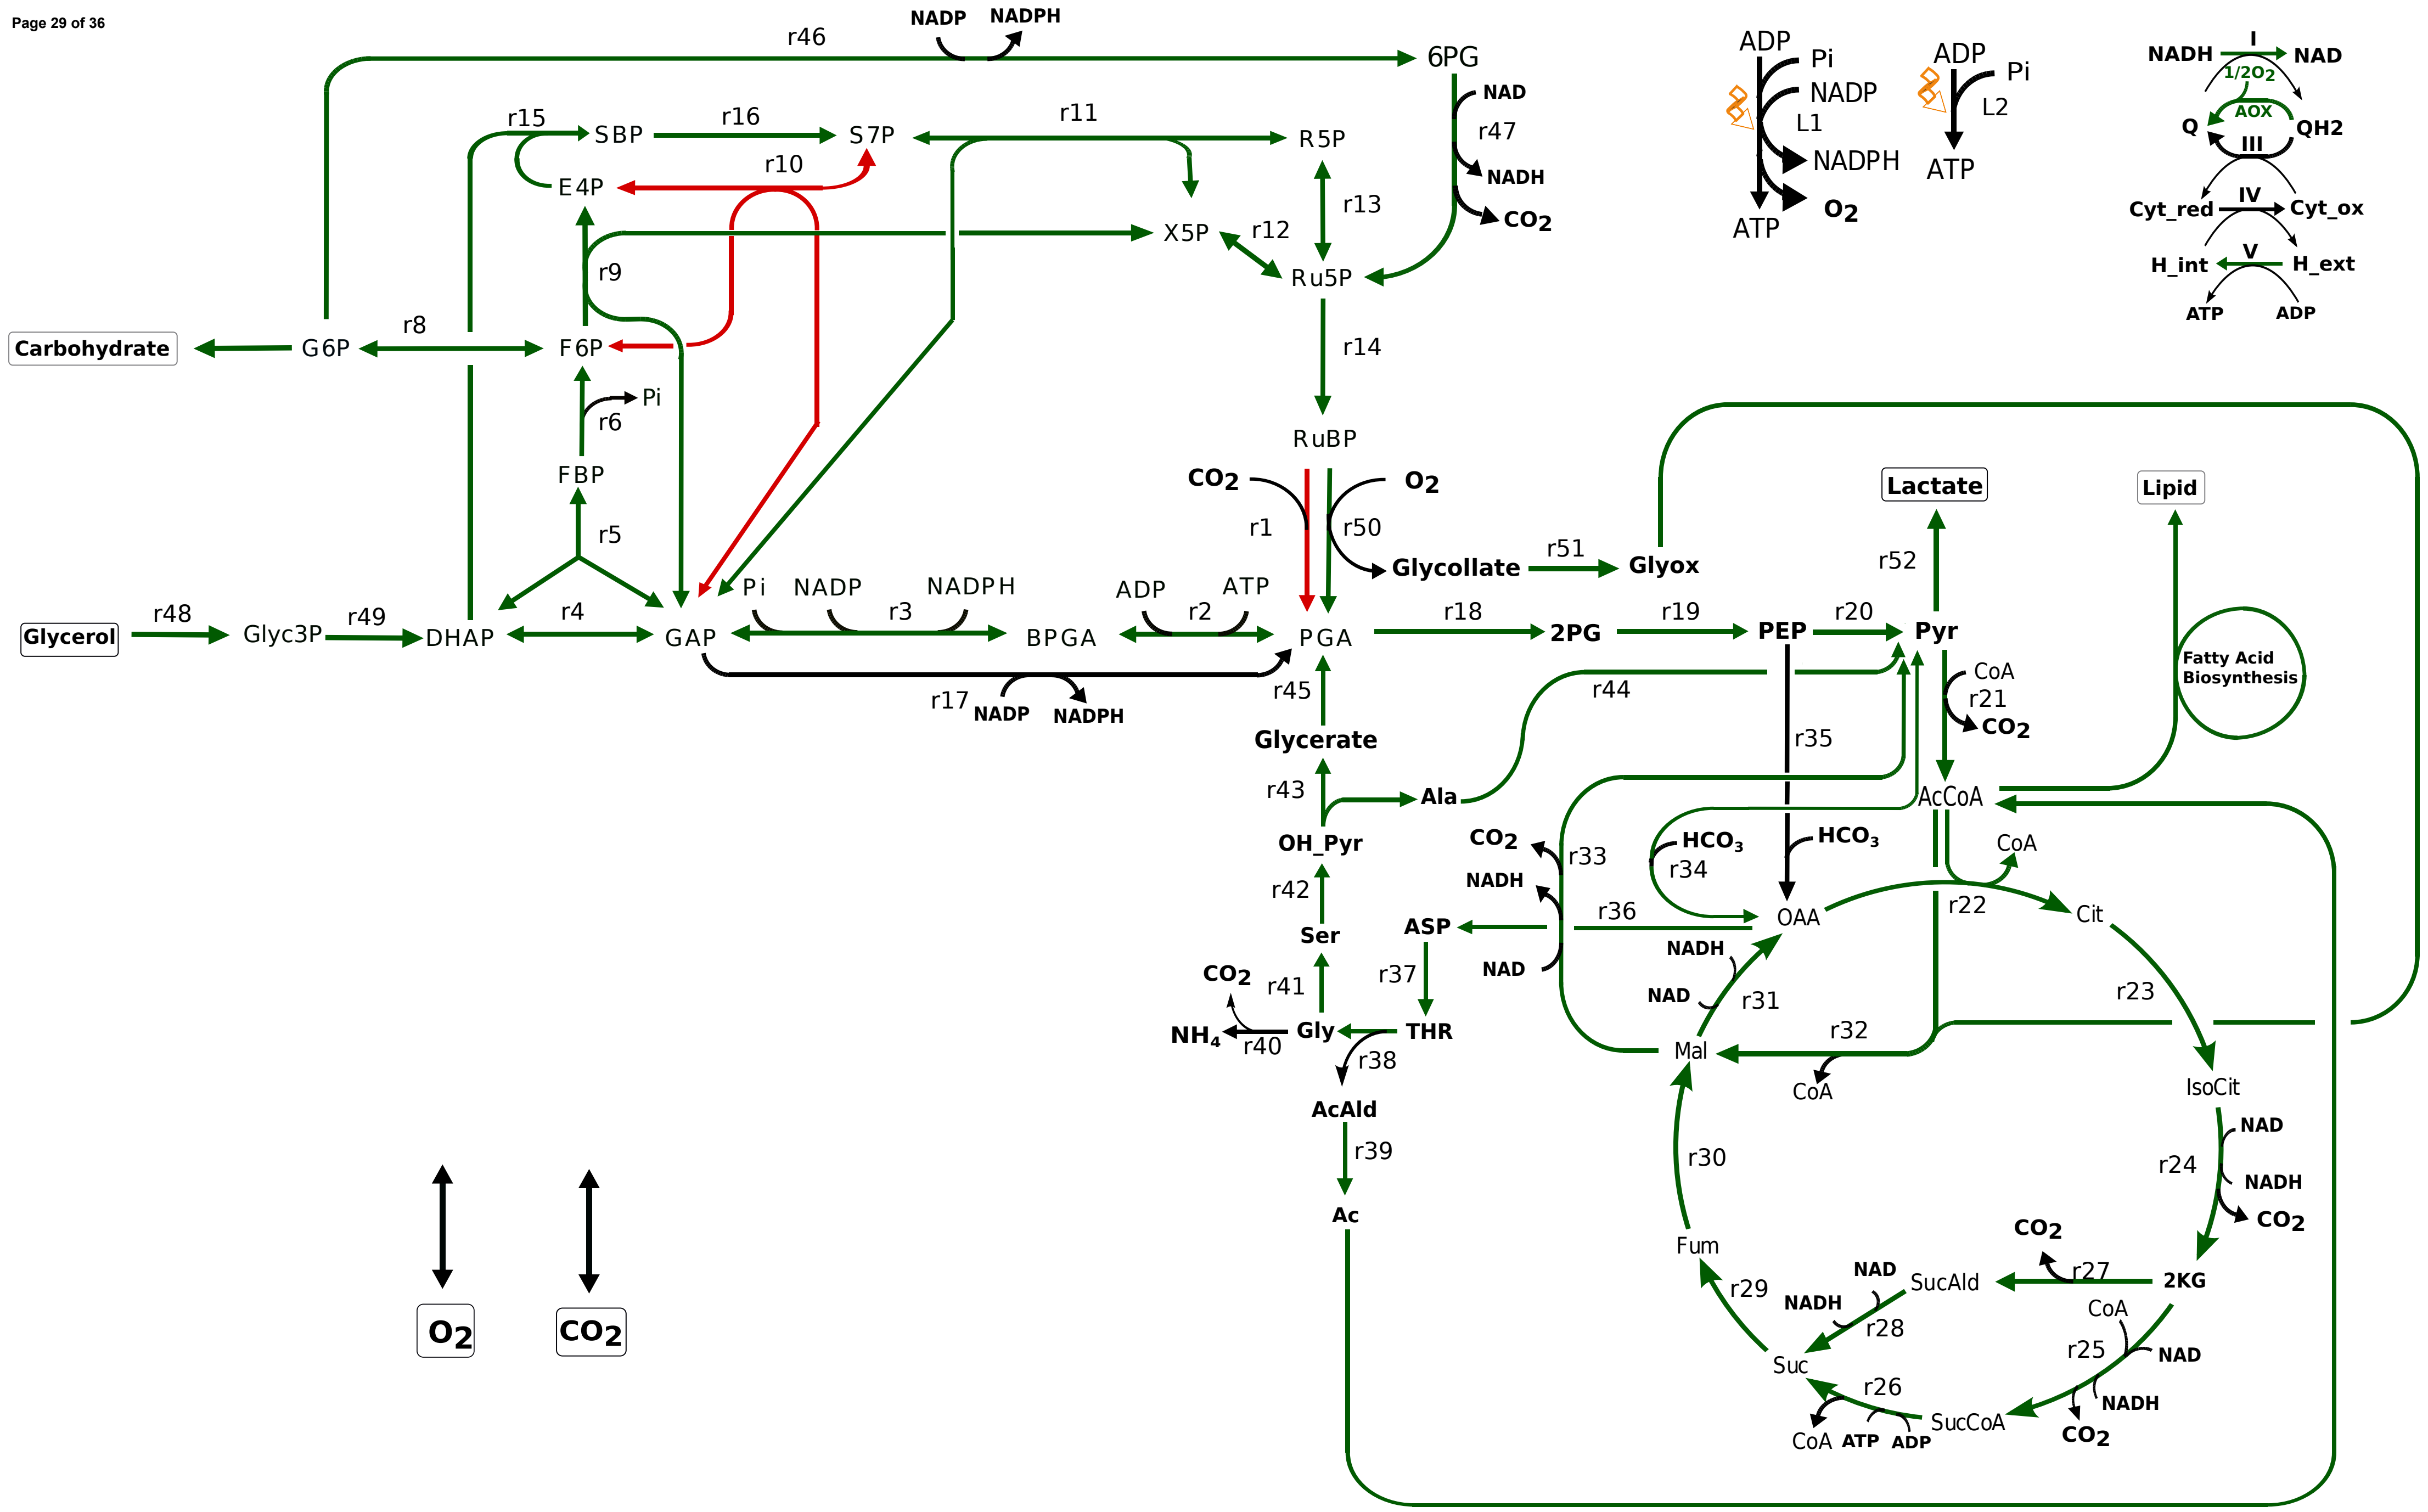 Page 29 of 36
NADP
NADPH
r46
6PG
NAD
r47
NADH
CO2
r15
SBP
r16
S7P
r11
R5P
r10
E4P
r13
X5P
r12
Ru5P
r9
r14
Carbohydrate
G6P
r8
F6P
Pi
r6
FBP
r5
RuBP
CO2
O2
r1
r50
Glycollate
r51
Glyox
Glycerol
r48
Glyc3P
r49
DHAP
r4
GAP
Pi
NADP
r3
NADPH
BPGA
ADP
r2
ATP
PGA
r18
2PG
r19
PEP
r20
Pyr
r17
NADP
NADPH
ADP
Pi
NADP
L1
NADPH
O2
ATP
ADP
Pi
L2
ATP
I
NADH
NAD
1/2O2
AOX
Q
QH2
III
IV
Cyt_red
Cyt_ox
V
H_int
H_ext
ATP
ADP
Lactate
r52
Lipid
Fatty Acid
Biosynthesis
CoA
r21
CO2
AcCoA
r45
Glycerate
r43
Ala
r44
OH_Pyr
r42
Ser
r41
CO2
NH4
r40
Gly
r38
THR
r37
ASP
r36
AcAld
r39
Ac
CO2
r33
NADH
NAD
HCO3
r34
r35
HCO3
OAA
CoA
r22
Cit
r23
IsoCit
NAD
r24
NADH
CO2
2KG
NADH
NAD
r31
Mal
r32
CoA
r30
Fum
r29
CO2
r27
SucAld
NAD
NADH
r28
Suc
CoA
r25
NAD
NADH
CO2
r26
SucCoA
CoA
ATP
ADP
O2
CO2